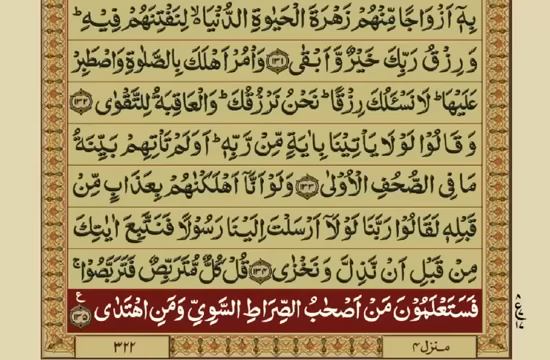 بِهٖۤ اَزْوَاجًا مِّنْهُمْ زَهْرَةَ الْحَیٰوةِ الدُّنْیَا ۙ۬ لِنَفْتِنَهُمْ فِیْهِ ؕ
وَ رِزْقُ رَبِّكَ خَیْرٌ وَّ اَبْقٰی ﴿۱۳۱﴾ وَاْمُرْ اَهْلَكَ بِالصَّلٰوةِ وَاصْطَبِرْ
عَلَیْهَا ؕ لَا نَسْـَٔلُكَ رِزْقًا ؕ نَحْنُ نَرْزُقُكَ ؕ وَالْعَاقِبَةُ لِلتَّقْوٰی ﴿۱۳۲﴾
وَ قَالُوْا لَوْ لَا یَاْتِیْنَا بِاٰیَةٍ مِّنْ رَّبِّهٖ ؕ اَوَلَمْ تَاْتِهِمْ بَیِّنَةُ
مَا فِی الصُّحُفِ الْاُوْلٰی ﴿۱۳۳﴾ وَلَوْ اَنَّاۤ اَهْلَكْنٰهُمْ بِعَذَابٍ مِّنْ
قَبْلِهٖ لَقَالُوْا رَبَّنَا لَوْ لَاۤ اَرْسَلْتَ اِلَیْنَا رَسُوْلًا فَنَتَّبِعَ اٰیٰتِكَ
مِنْ قَبْلِ اَنْ نَّذِلَّ وَ نَخْزٰی ﴿۱۳۴﴾ قُلْ كُلٌّ مُّتَرَبِّصٌ فَتَرَبَّصُوْا ۚ
فَسَتَعْلَمُوْنَ مَنْ اَصْحٰبُ الصِّرَاطِ السَّوِیِّ وَمَنِ اهْتَدٰی ﴿۱۳۵﴾ ع
منزل ۴
۳۲۲